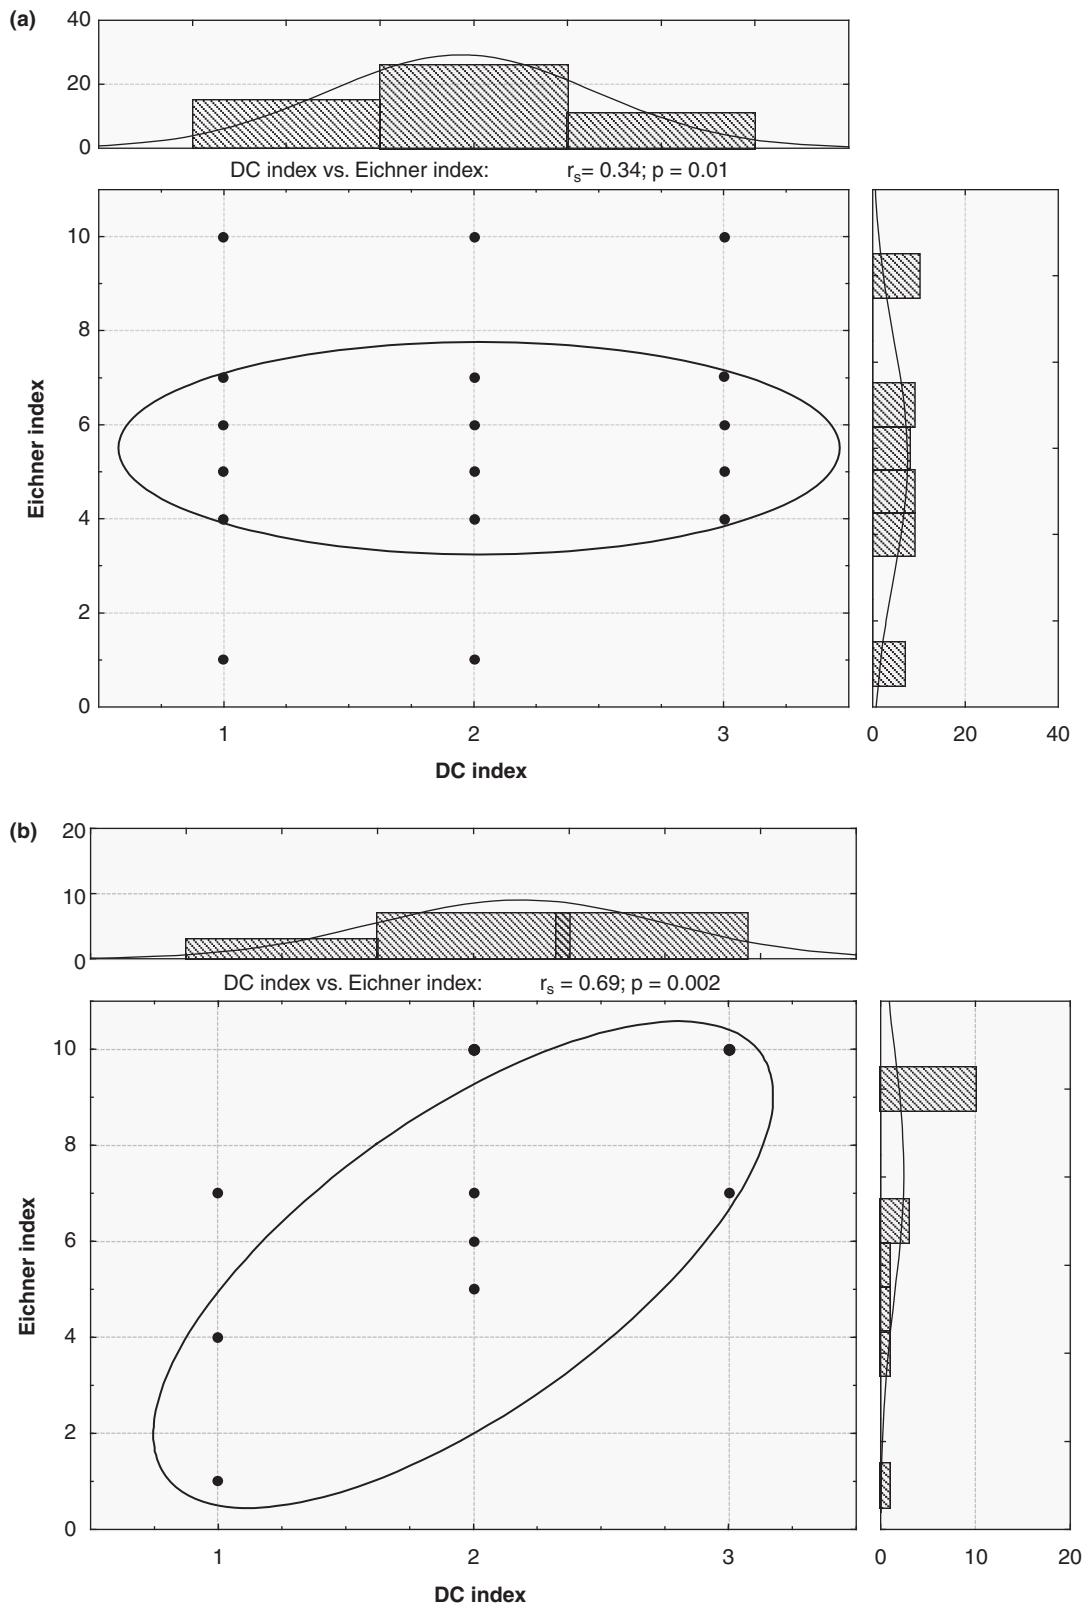 (a)
40
20
0
DC index vs. Eichner index: rs= 0.34; p = 0.01
10
8
6
4
2
0
Eichner index
1 2 3
DC index
0 20 40
(b)
20
10
0
DC index vs. Eichner index: rs = 0.69; p = 0.002
10
8
6
4
2
0
Eichner index
1 2 3
DC index
0 10 20